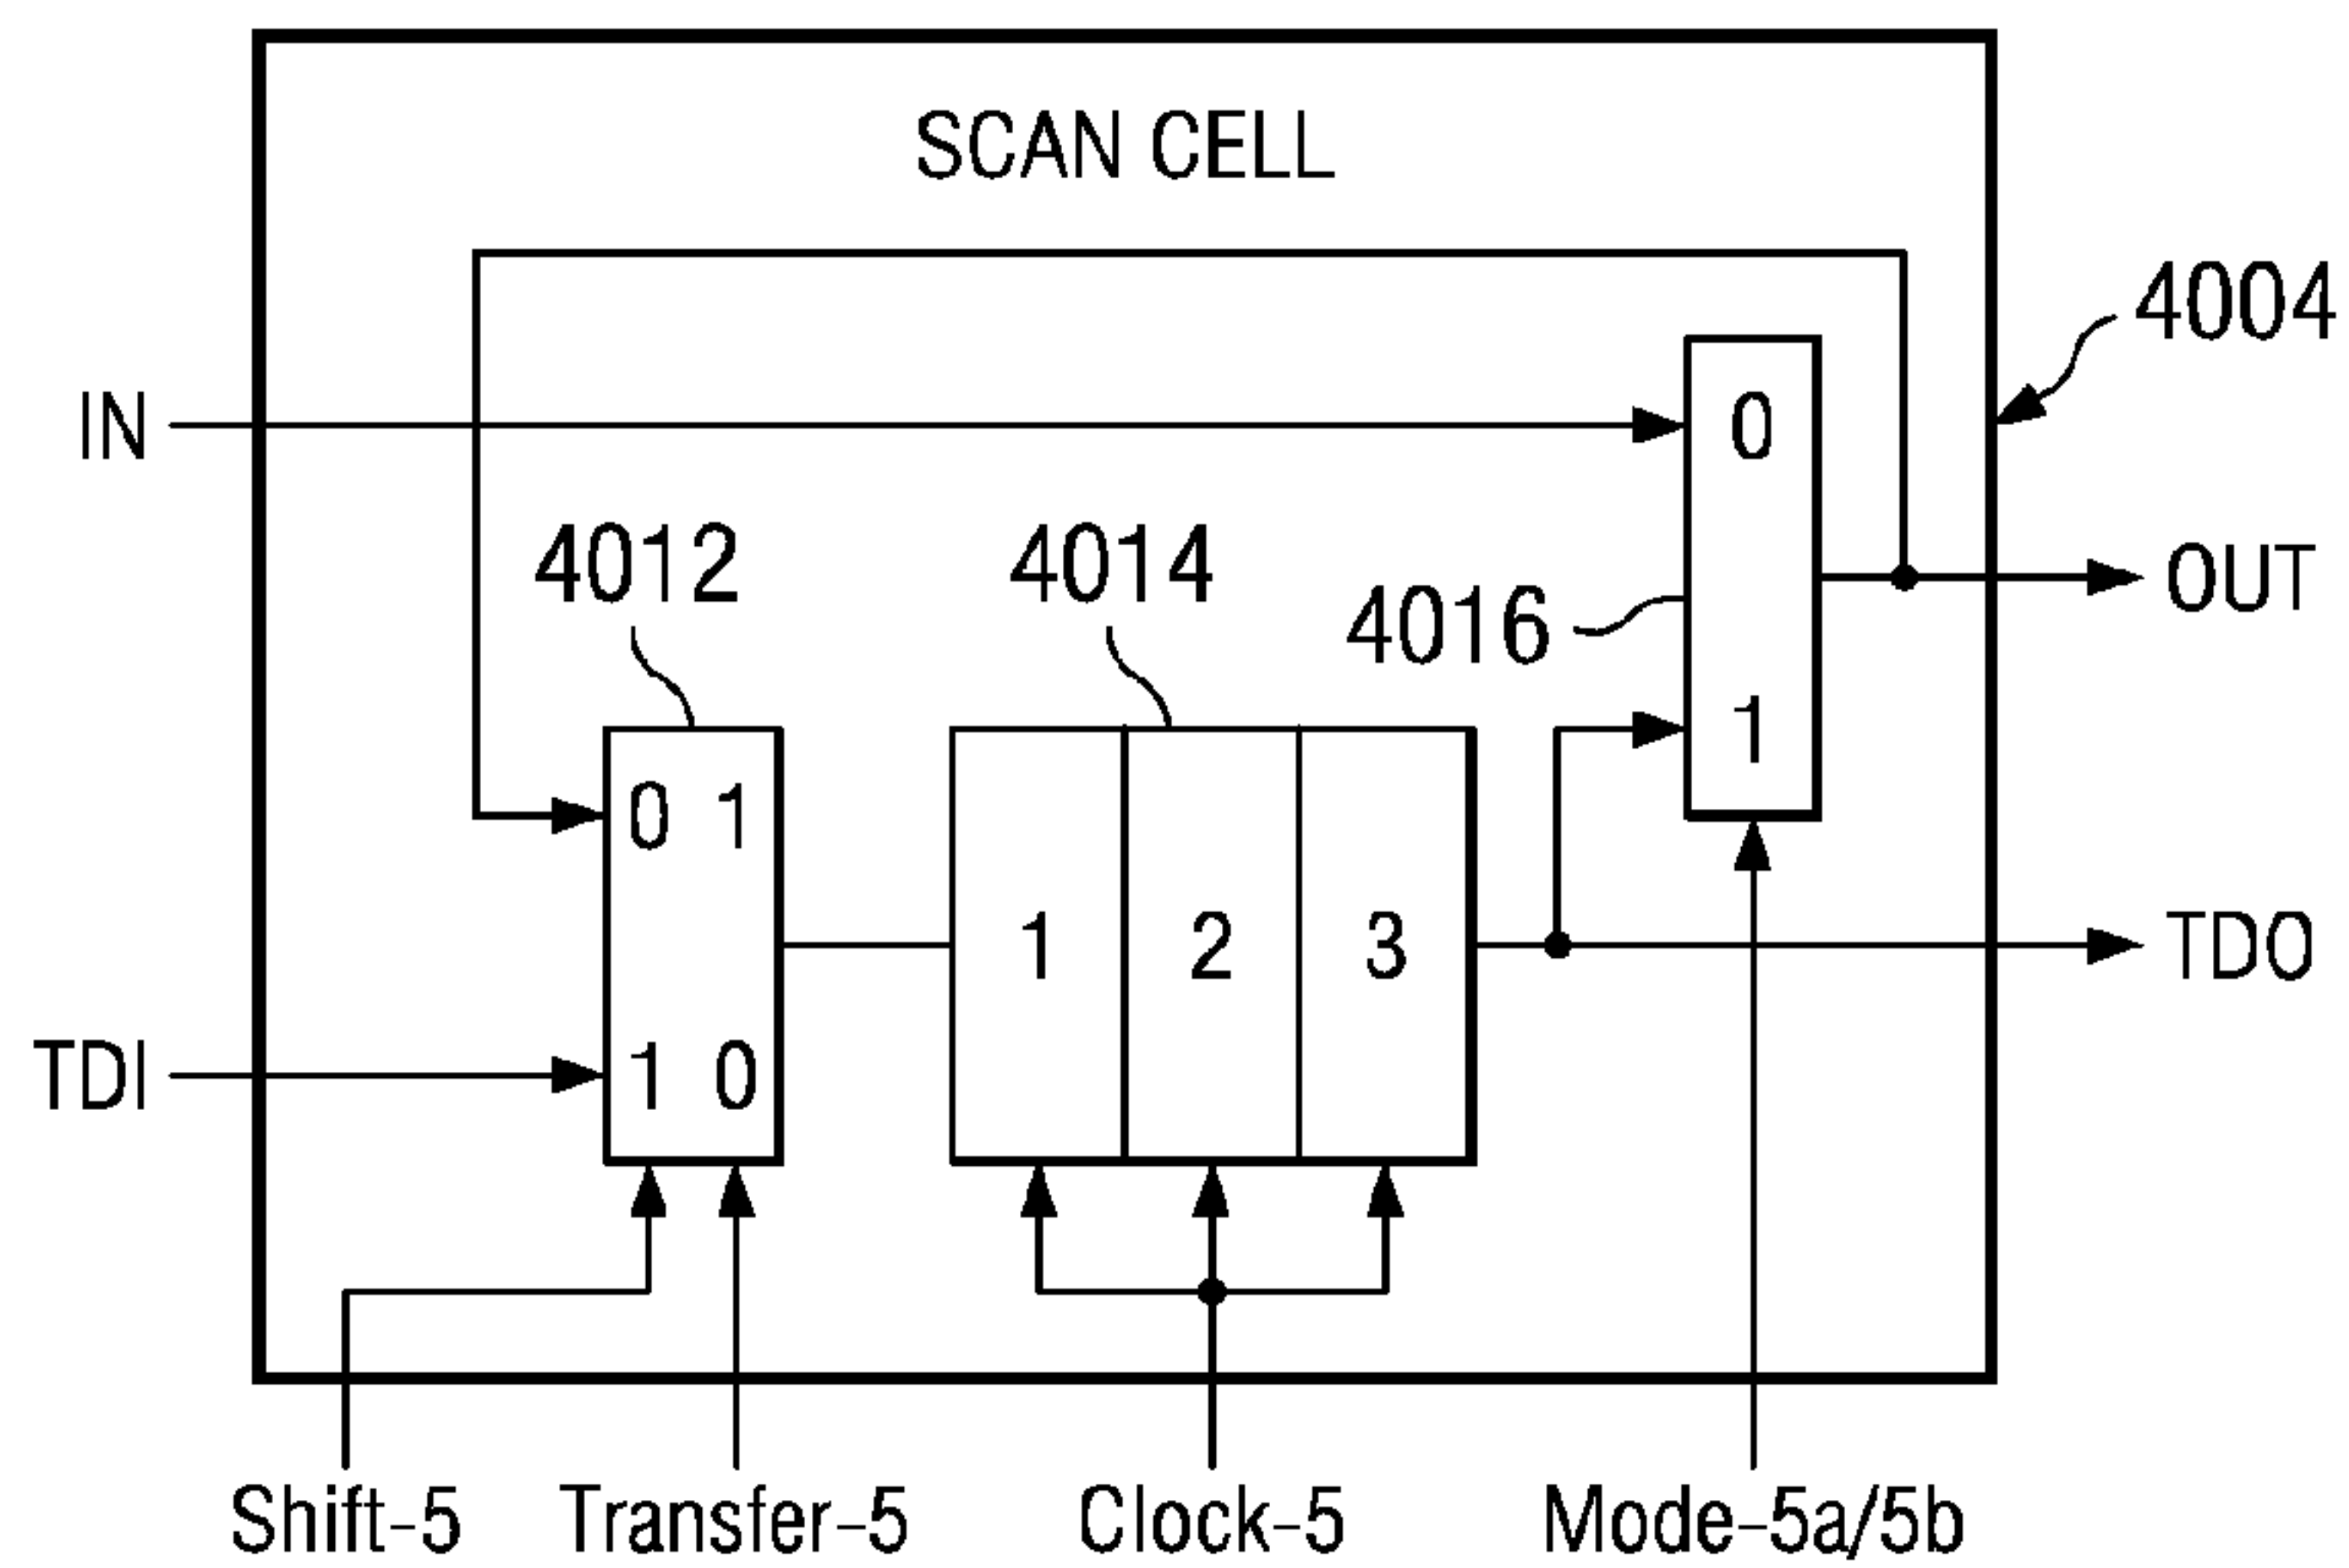 SCAN CELL
4004
IN
0
4012
4014
4016
OUT
1
0 1
1 2 3
TDO
TDI
1 0
Shift-5
Transfer-5
Clock-5
Mode-5a/5b